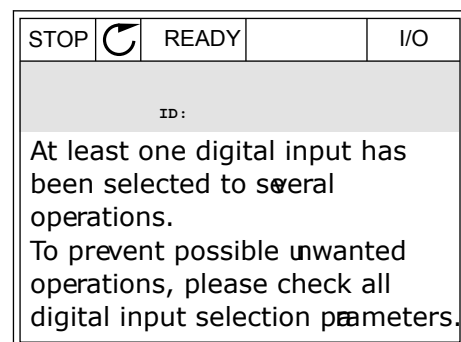 STOP READY I/O
ID:
At least one digital input has
been selected to several
operations.
To prevent possible unwanted
operations, please check all
digital input selection parameters.